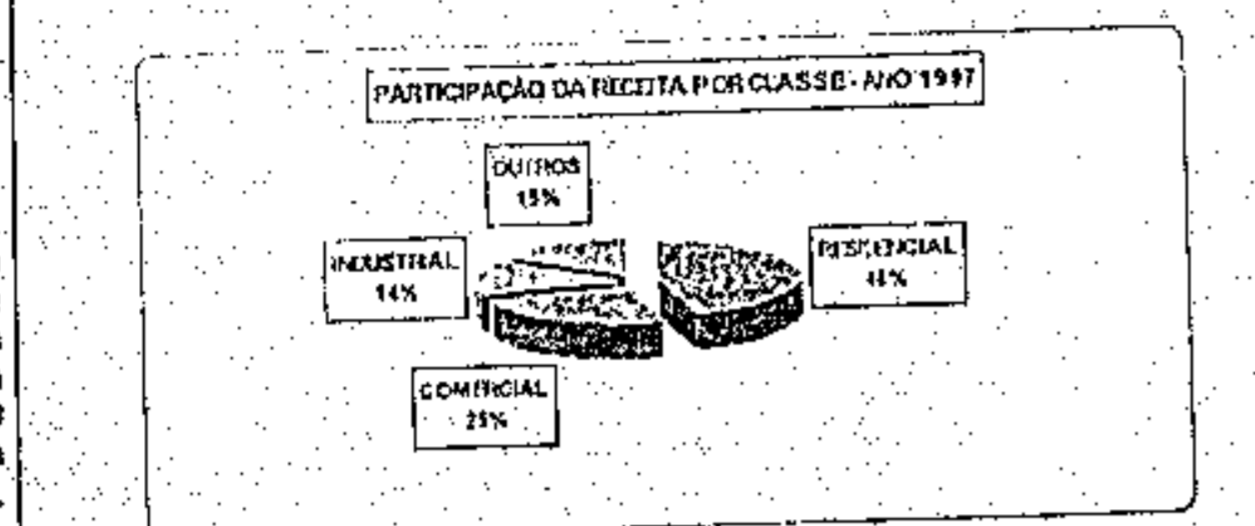 PARTICIPAÇÃO DA RECEITA POR CLASSE - ANO 1997
OUTROS
15%
INDUSTRIAL
14%
RESIDENCIAL
COMERCIAL
25%